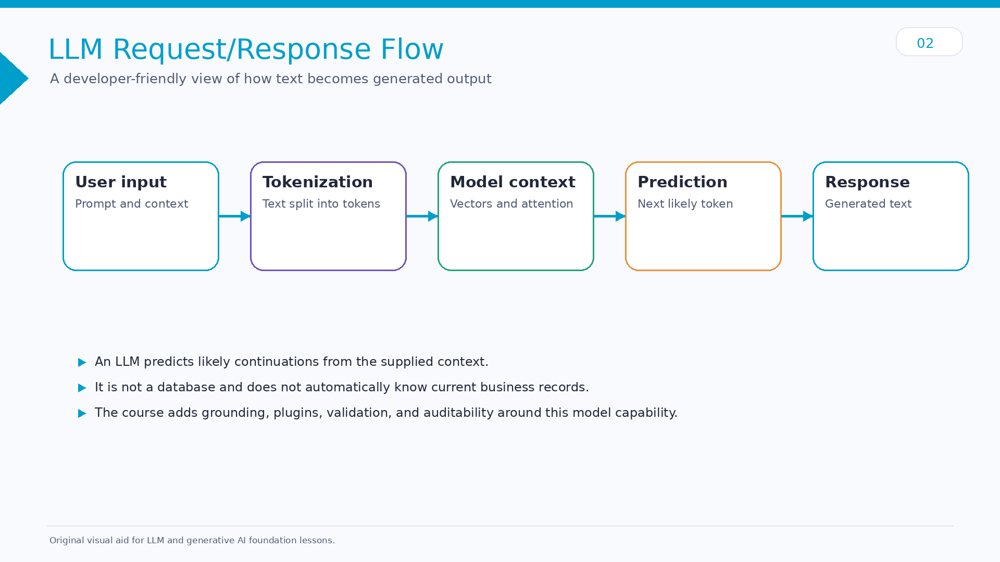 LLM Request/Response Flow
02
A developer-friendly view of how text becomes generated output
User input
Prompt and context
Tokenization
Text split into tokens
Model context
Vectors and attention
Prediction
Next likely token
Response
Generated text
An LLM predicts likely continuations from the supplied context.
It is not a database and does not automatically know current business records.
The course adds grounding, plugins, validation, and auditability around this model capability.
Original visual aid for LLM and generative AI foundation lessons.